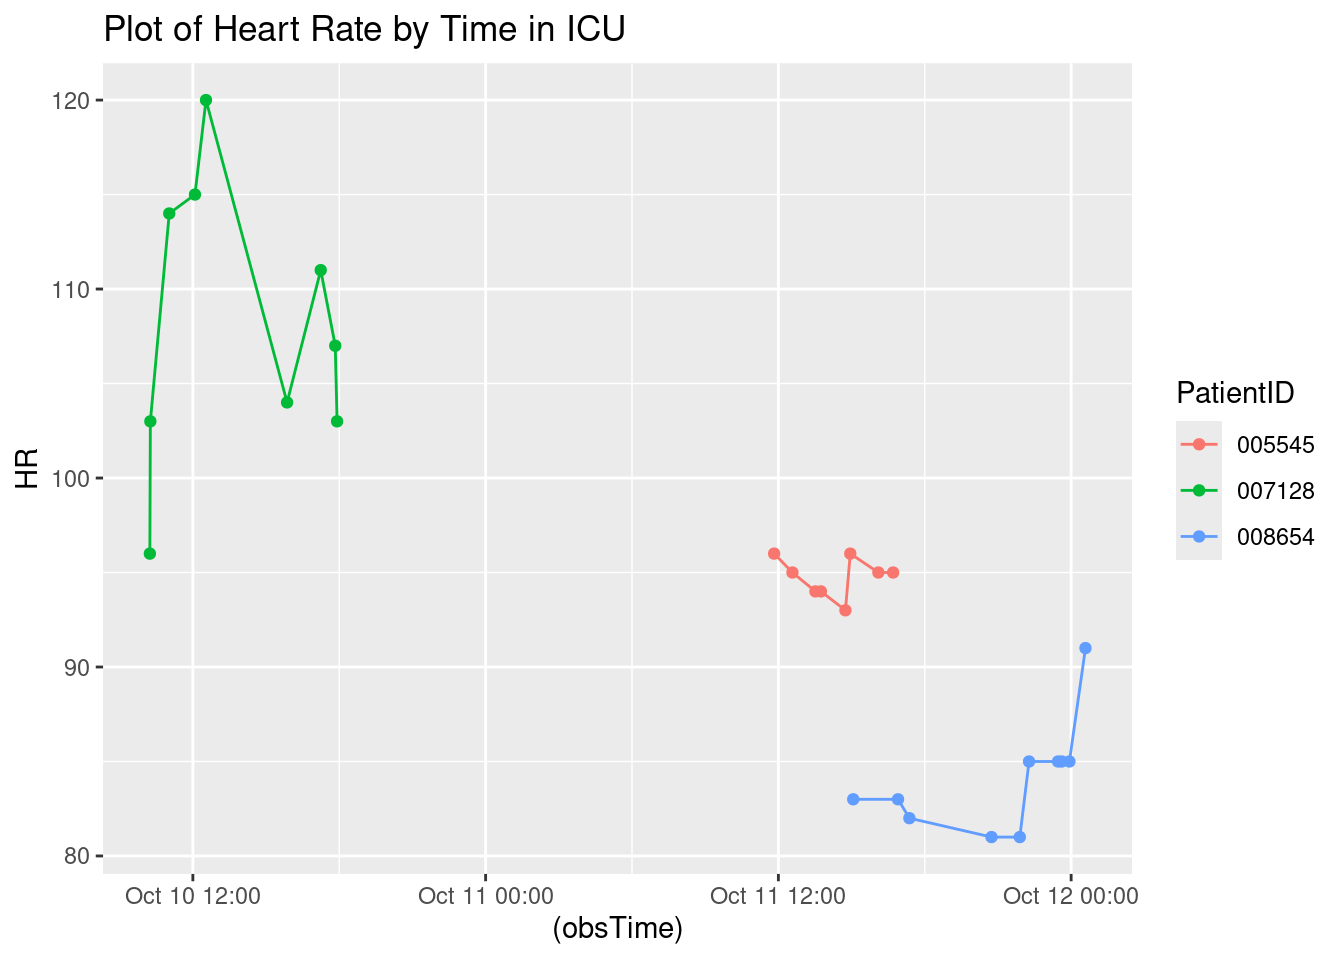 Plot of Heart Rate by Time in ICU
120
110
100
90
80
HR
Oct 10 12:00
Oct 11 00:00
Oct 11 12:00
Oct 12 00:00
(obsTime)
PatientID
005545
007128
008654